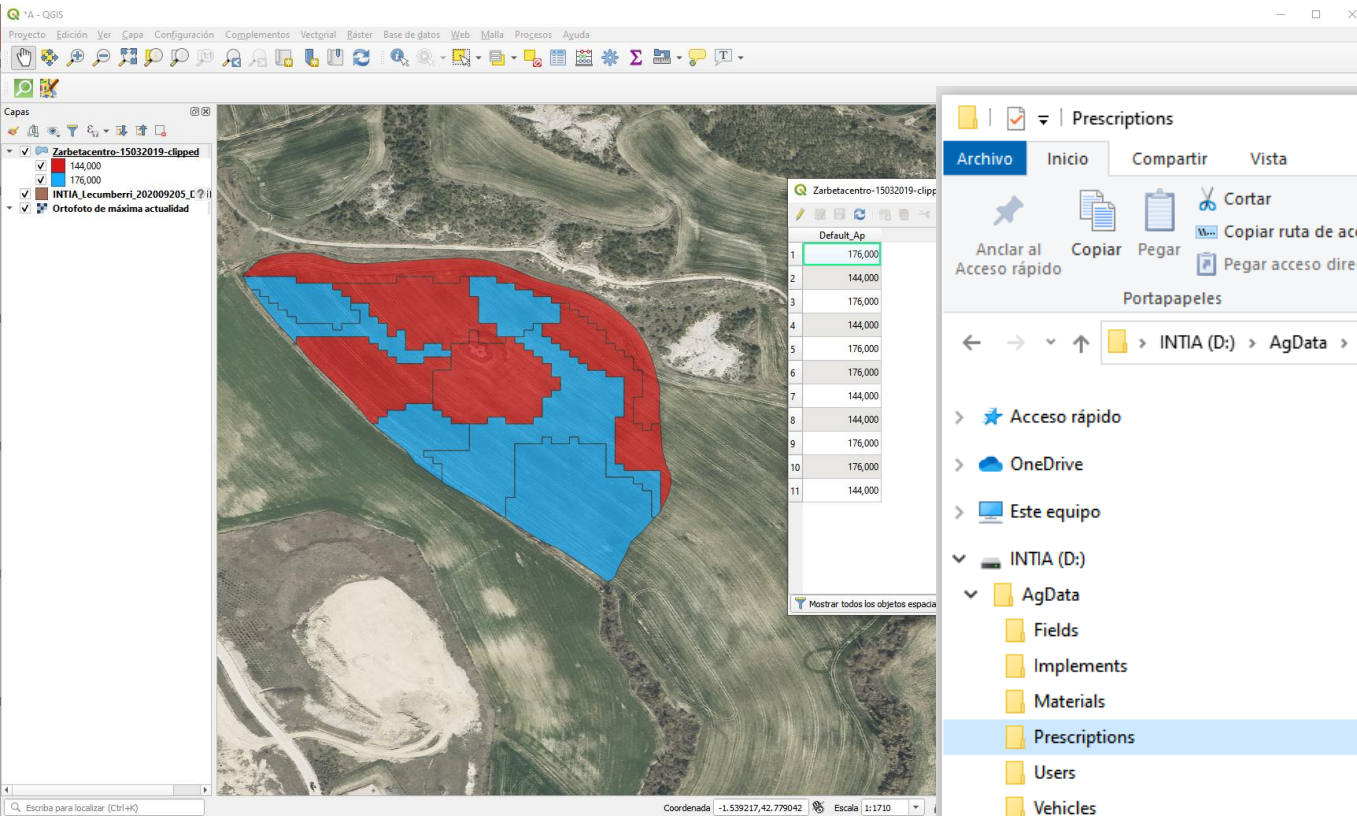 *A - QGIS
Proyecto Edición Ver Capa Configuración Complementos Vectorial Ráster Base de datos Web Malla Procesos Ayuda
Capas
Zarbetacentro-15032019-clipped
144,000
176,000
Ortofoto de máxima actualidad
Zarbetacentro-15032019-clipp
Default_Ap
1 176,000
2 144,000
3 176,000
4 144,000
5 176,000
6 176,000
7 144,000
8 144,000
9 176,000
10 176,000
11 144,000
Mostrar todos los objetos espacia
Escriba para localizar (Ctrl+K)
Coordenada -1.539217,42.779042 Escala 1:1710
Prescriptions
Archivo Inicio Compartir Vista
Anclar al
Acceso rápido
Copiar
Pegar
Cortar
Copiar ruta de acc
Pegar acceso direc
Portapapeles
INTIA (D:) > AgData >
Acceso rápido
OneDrive
Este equipo
INTIA (D:)
AgData
Fields
Implements
Materials
Prescriptions
Users
Vehicles